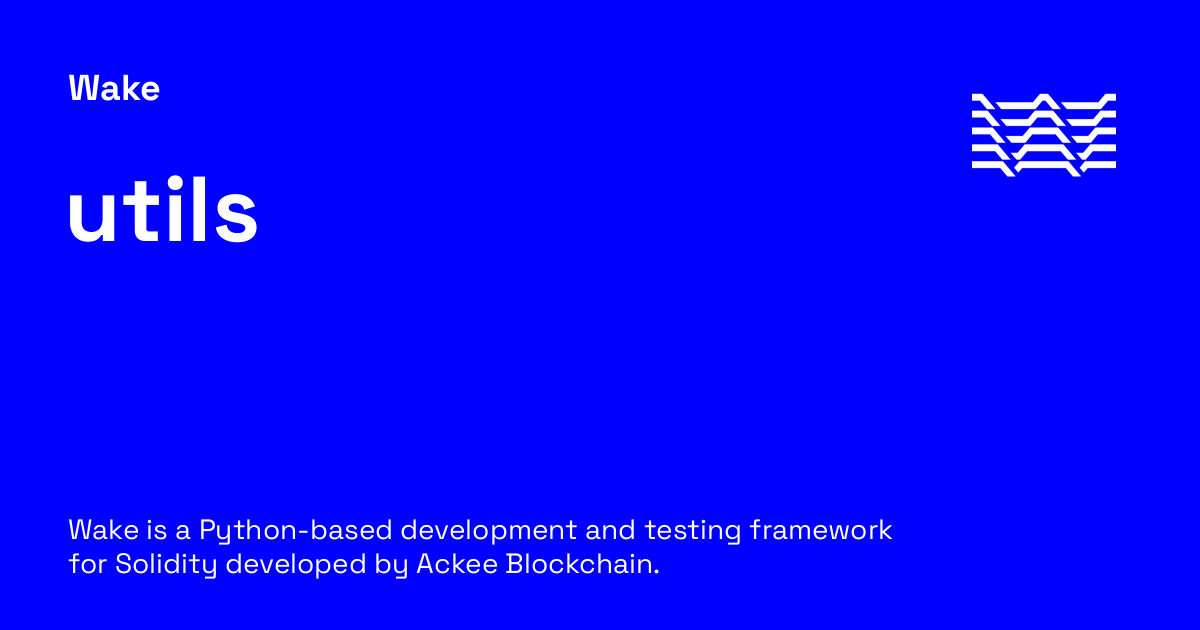 Wake
utils
Wake is a Python-based development and testing framework
for Solidity developed by Ackee Blockchain.